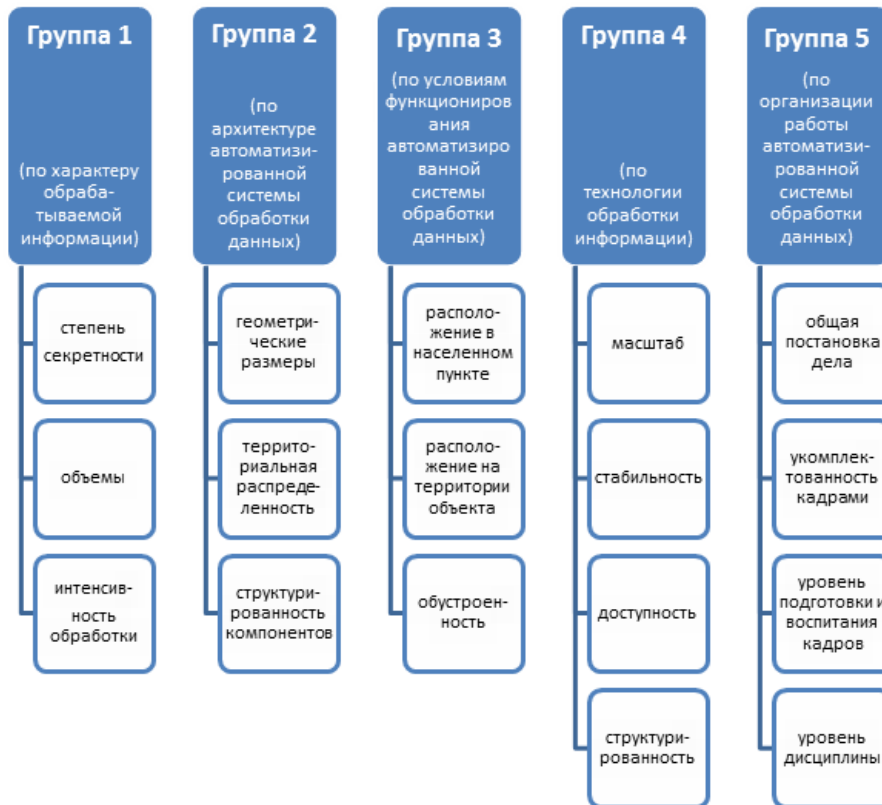 Группа 1
(по характеру
обраба-
тываемой
информации)
степень
секретности
объемы
интенсив-
ность
обработки
Группа 2
(по
архитектуре
автоматизи-
рованной
системы
обработки
данных)
геометри-
ческие
размеры
террито-
риальная
распреде-
ленность
структури-
рованность
компонентов
Группа 3
(по условиям
функциониров
ания
автоматизиро
ванной
системы
обработки
данных)
располо-
жение в
населенном
пункте
располо-
жение на
территории
объекта
обустроен-
ность
Группа 4
(по
технологии
обработки
информации)
масштаб
стабильность
доступность
структури-
рованность
Группа 5
(по
организации
работы
автоматизи-
рованной
системы
обработки
данных)
общая
постановка
дела
укомплек-
тованность
кадрами
уровень
подготовки и
воспитания
кадров
уровень
дисциплины